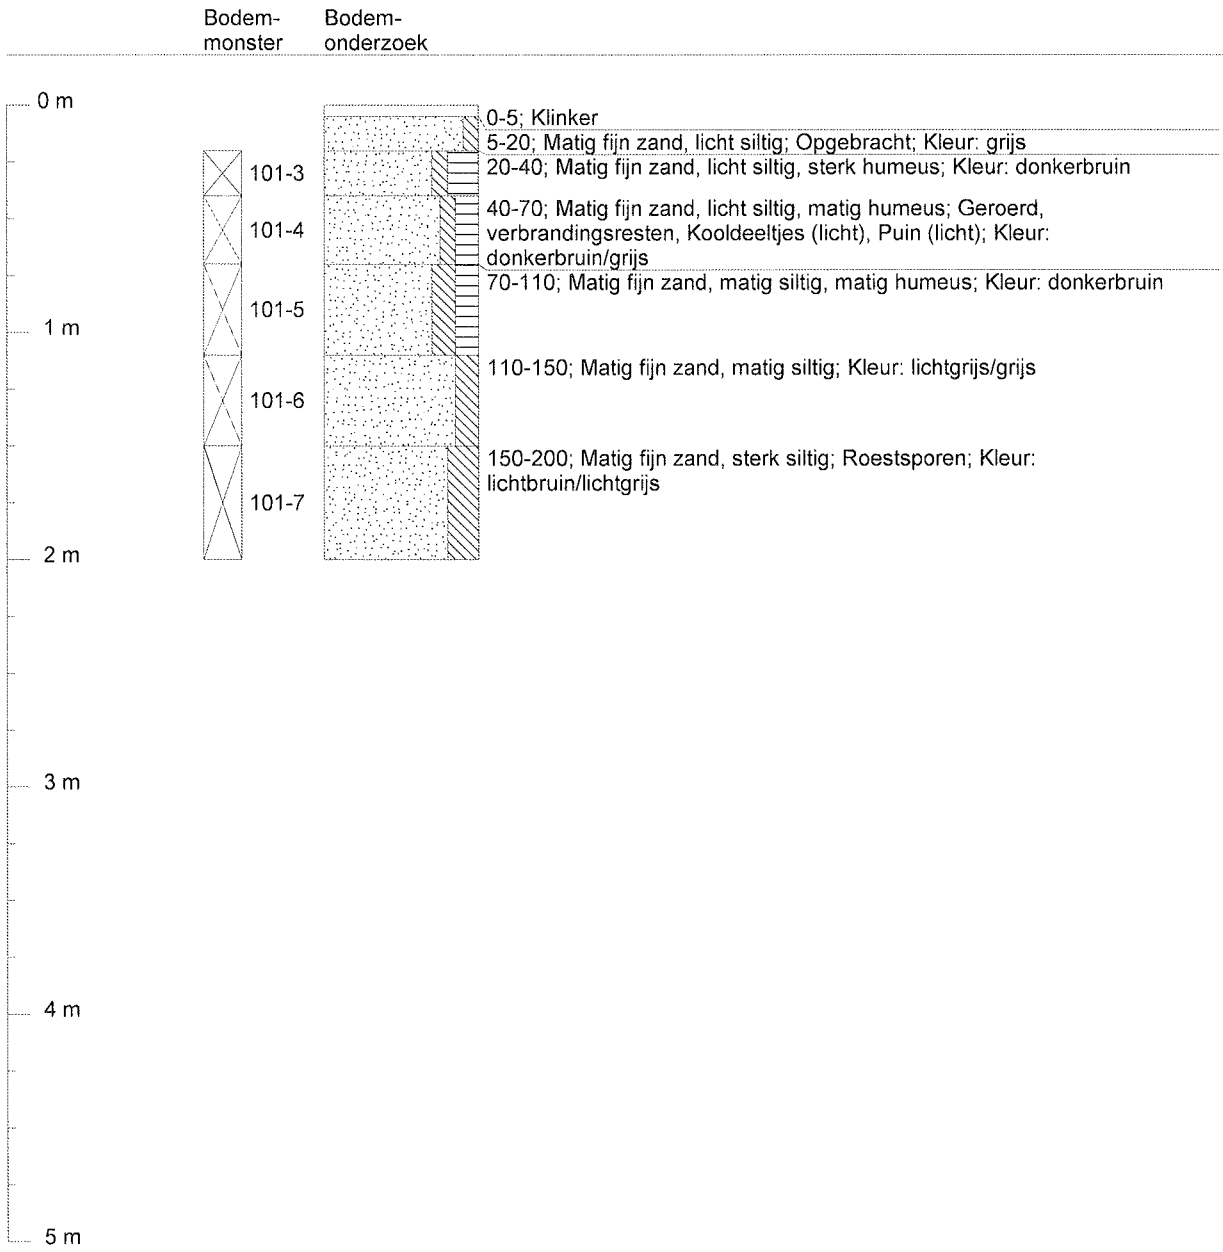 Bodem-
monster
Bodem-
onderzoek
0 m
0-5; Klinker
5-20; Matig fijn zand, licht siltig; Opgebracht; Kleur: grijs
101-3
20-40; Matig fijn zand, licht siltig, sterk humeus; Kleur: donkerbruin
101-4
40-70; Matig fijn zand, licht siltig, matig humeus; Geroerd,
verbrandingsresten, Kooldeeltjes (licht), Puin (licht); Kleur:
donkerbruin/grijs
101-5
70-110; Matig fijn zand, matig siltig, matig humeus; Kleur: donkerbruin
1 m
110-150; Matig fijn zand, matig siltig; Kleur: lichtgrijs/grijs
101-6
150-200; Matig fijn zand, sterk siltig; Roestsporen; Kleur:
lichtbruin/lichtgrijs
101-7
2 m
3 m
4 m
5 m